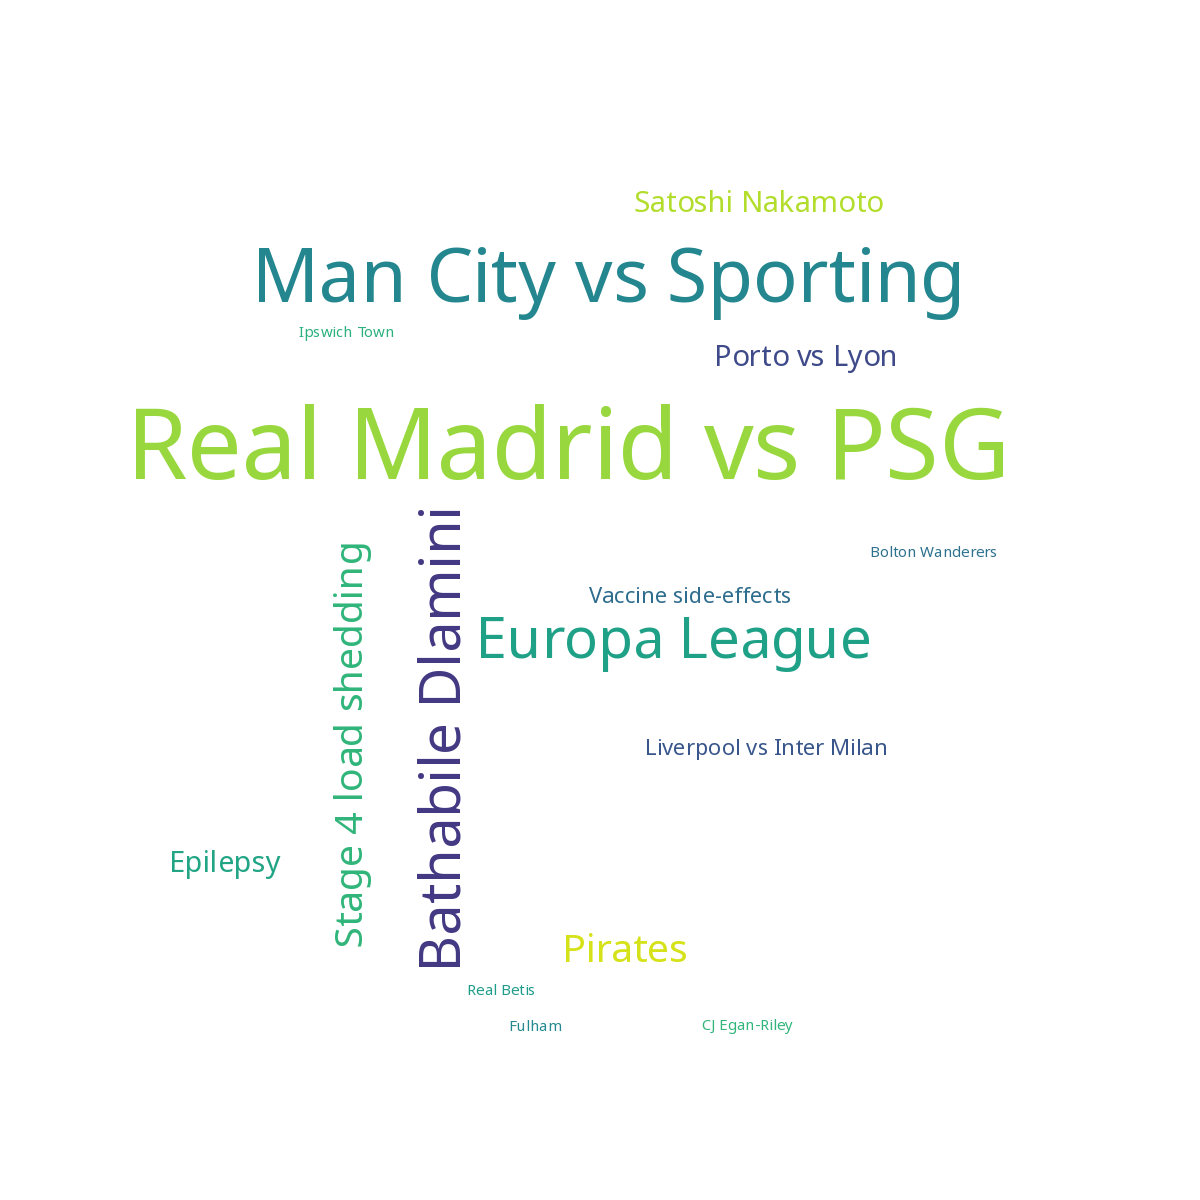 Satoshi Nakamoto
Man City vs Sporting
Ipswich Town
Porto vs Lyon
Real Madrid vs PSG
Bathabile Dlamini
Stage 4 load shedding
Bolton Wanderers
Vaccine side-effects
Europa League
Liverpool vs Inter Milan
Epilepsy
Pirates
Real Betis
Fulham
CJ Egan-Riley